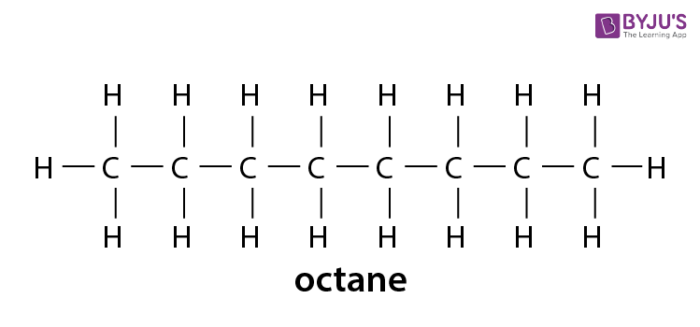 BYJU'S
The Learning App
H H H H H H H H
H — C — C — C — C — C — C — C — C — H
H H H H H H H H
octane